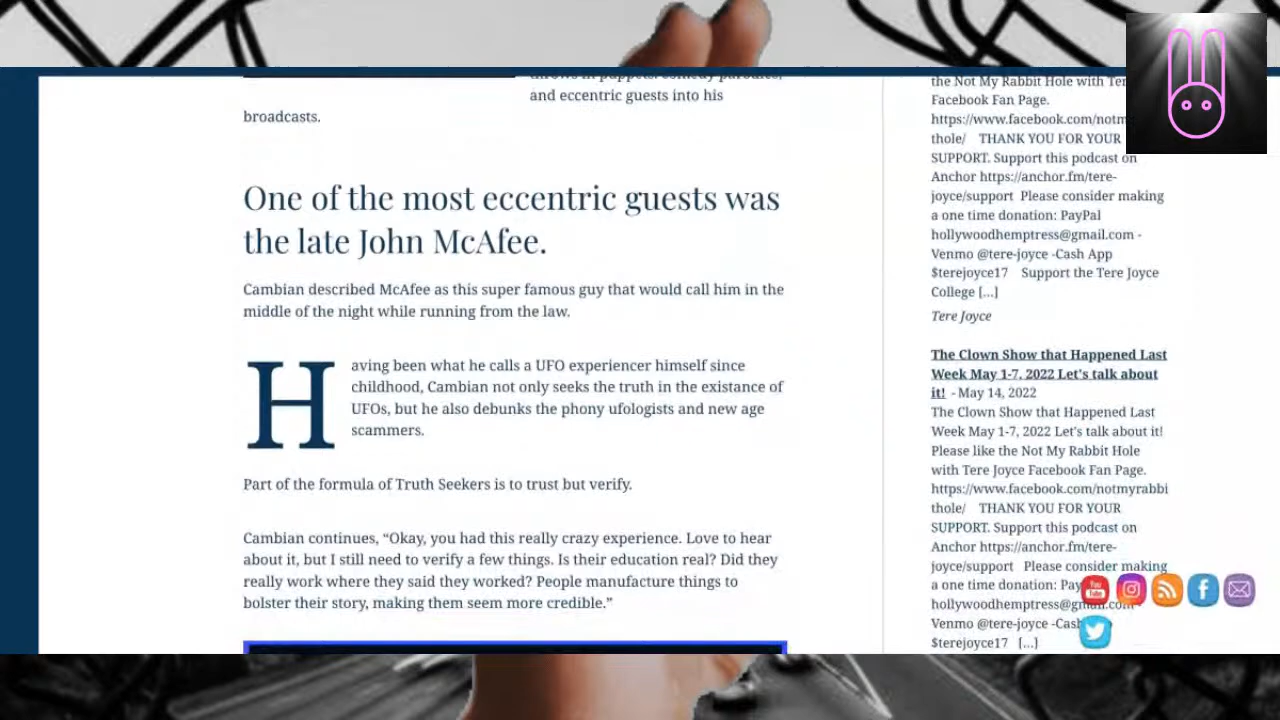 throws in puppets, comedy parodies,
and eccentric guests into his
broadcasts.
One of the most eccentric guests was
the late John McAfee.
Cambian described McAfee as this super famous guy that would call him in the
middle of the night while running from the law.
Having been what he calls a UFO experiencer himself since
childhood, Cambian not only seeks the truth in the existance of
UFOs, but he also debunks the phony ufologists and new age
scammers.
Part of the formula of Truth Seekers is to trust but verify.
Cambian continues, “Okay, you had this really crazy experience. Love to hear
about it, but I still need to verify a few things. Is their education real? Did they
really work where they said they worked? People manufacture things to
bolster their story, making them seem more credible.”
the Not My Rabbit Hole with Tere
Facebook Fan Page.
https://www.facebook.com/notm
thole/ THANK YOU FOR YOUR
SUPPORT. Support this podcast on
Anchor https://anchor.fm/tere-
joyce/support Please consider making
a one time donation: PayPal
hollywoodhemptress@gmail.com -
Venmo @tere-joyce -Cash App
$terejoyce17 Support the Tere Joyce
College [...]
Tere Joyce
The Clown Show that Happened Last
Week May 1-7, 2022 Let's talk about
it! - May 14, 2022
The Clown Show that Happened Last
Week May 1-7, 2022 Let's talk about it!
Please like the Not My Rabbit Hole
with Tere Joyce Facebook Fan Page.
https://www.facebook.com/notmyrabbi
thole/ THANK YOU FOR YOUR
SUPPORT. Support this podcast on
Anchor https://anchor.fm/tere-
joyce/support Please consider making
a one time donation: Pay
hollywoodhemptress@gmail.com -
Venmo @tere-joyce -Cash
$terejoyce17 [...]
You
Tube